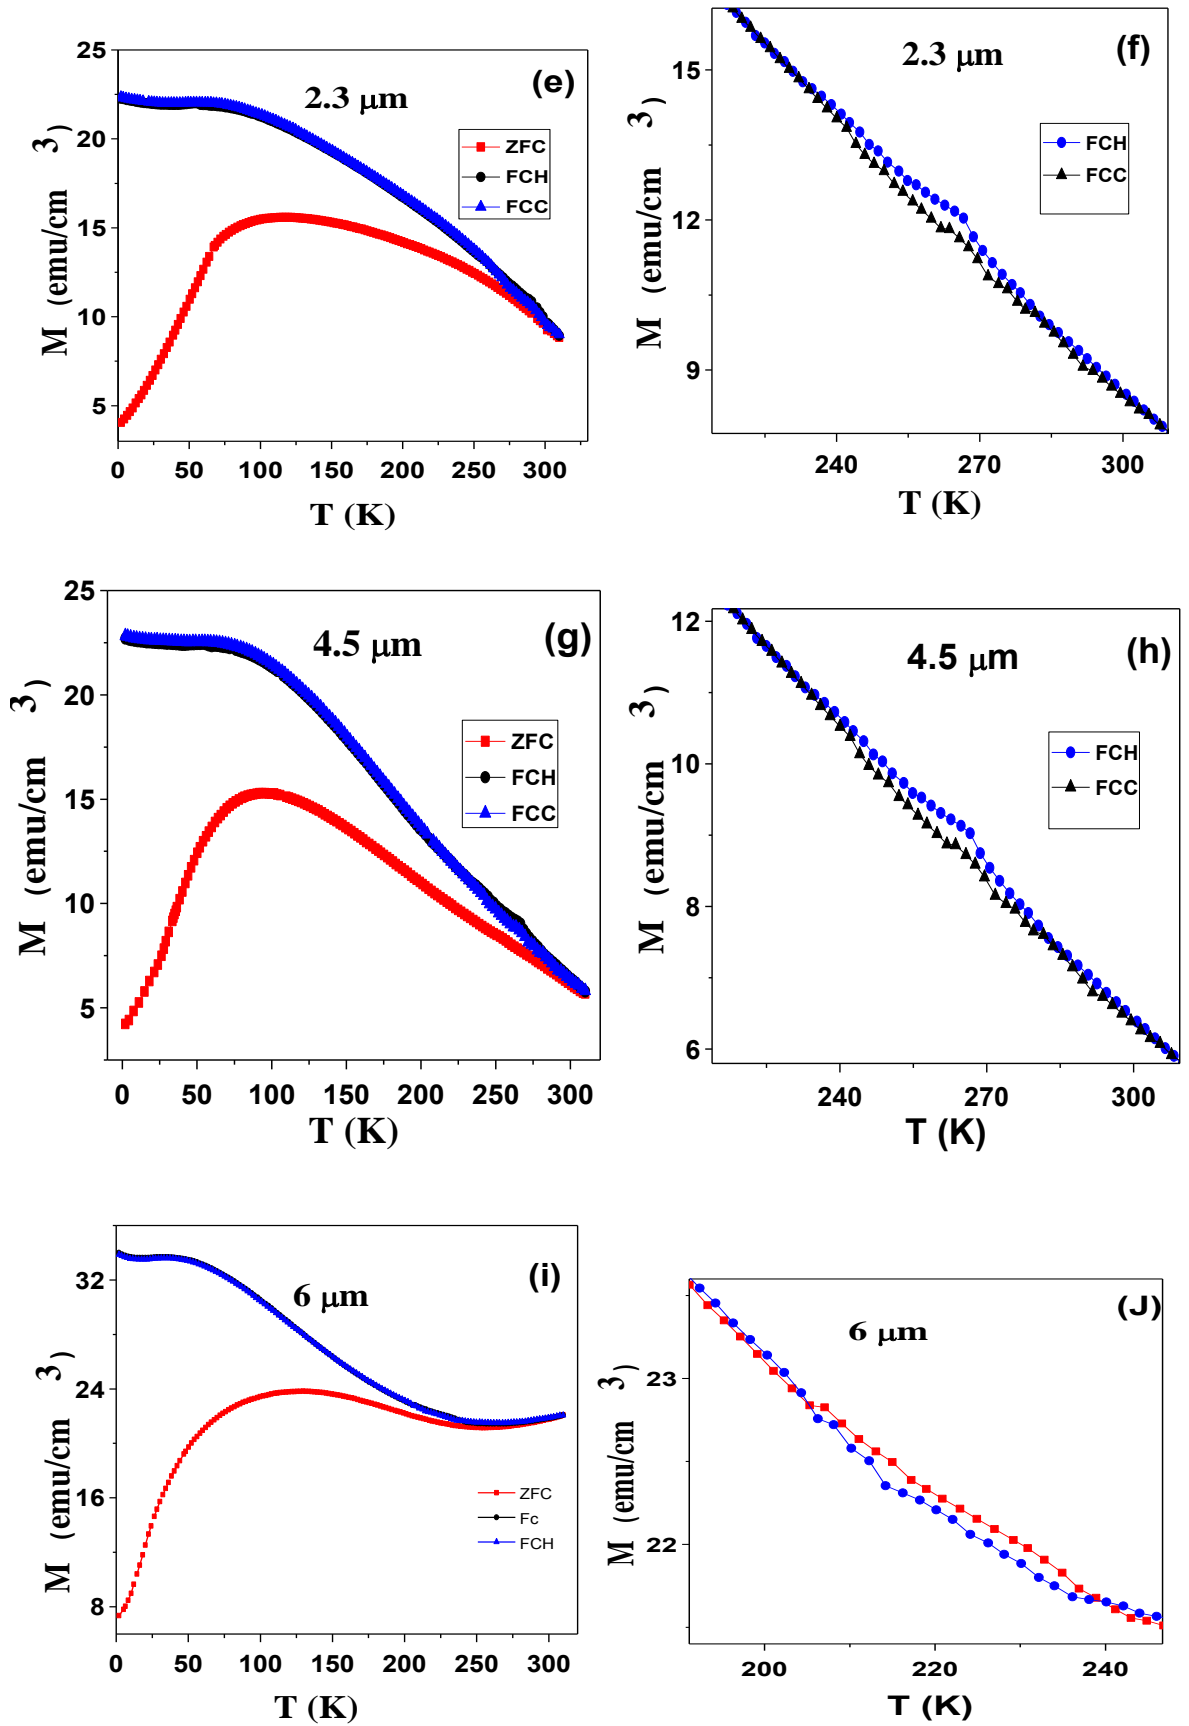 (e)
2.3 μm
ZFC
FCH
FCC
25
20
15
10
5
0 50 100 150 200 250 300
T (K)
M (emu/cm 3)
(f)
2.3 μm
FCH
FCC
15
12
9
240 270 300
T (K)
M (emu/cm 3)
(g)
4.5 μm
ZFC
FCH
FCC
25
20
15
10
5
0 50 100 150 200 250 300
T (K)
M (emu/cm 3)
(h)
4.5 μm
FCH
FCC
12
10
8
6
240 270 300
T (K)
M (emu/cm 3)
(i)
6 μm
ZFC
Fc
FCH
32
24
16
8
0 50 100 150 200 250 300
T (K)
M (emu/cm 3)
(J)
6 μm
23
22
200 220 240
T (K)
M (emu/cm 3)